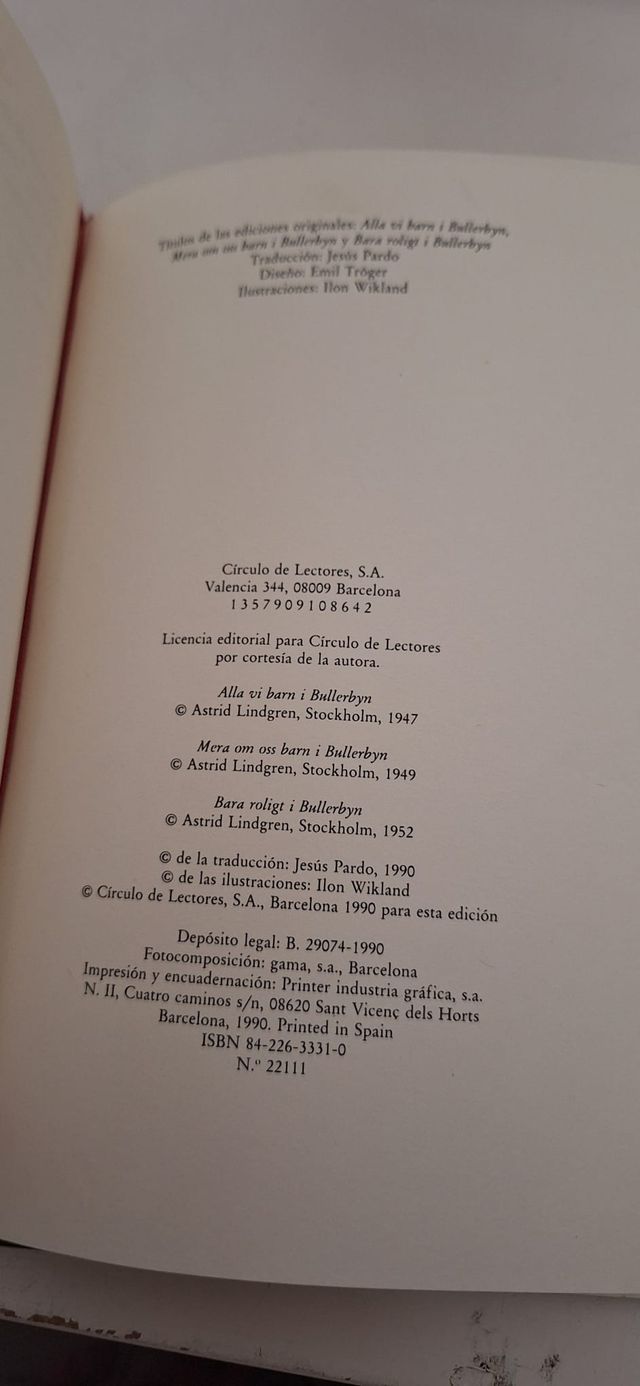 Títulos de las ediciones originales: Alla vi barn i Bullerbyn,
Mera om oss barn i Bullerbyn y Bara roligt i Bullerbyn
Traducción: Jesús Pardo
Diseño: Emil Tröger
Ilustraciones: Ilon Wikland
Círculo de Lectores, S.A.
Valencia 344, 08009 Barcelona
1 3 5 7 9 0 9 1 0 8 6 4 2
Licencia editorial para Círculo de Lectores
por cortesía de la autora.
Alla vi barn i Bullerbyn
© Astrid Lindgren, Stockholm, 1947
Mera om oss barn i Bullerbyn
© Astrid Lindgren, Stockholm, 1949
Bara roligt i Bullerbyn
© Astrid Lindgren, Stockholm, 1952
© de la traducción: Jesús Pardo, 1990
© de las ilustraciones: Ilon Wikland
© Círculo de Lectores, S.A., Barcelona 1990 para esta edición
Depósito legal: B. 29074-1990
Fotocomposición: gama, s.a., Barcelona
Impresión y encuadernación: Printer industria gráfica, s.a.
N. II, Cuatro caminos s/n, 08620 Sant Vicenç dels Horts
Barcelona, 1990. Printed in Spain
ISBN 84-226-3331-0
N.º 22111